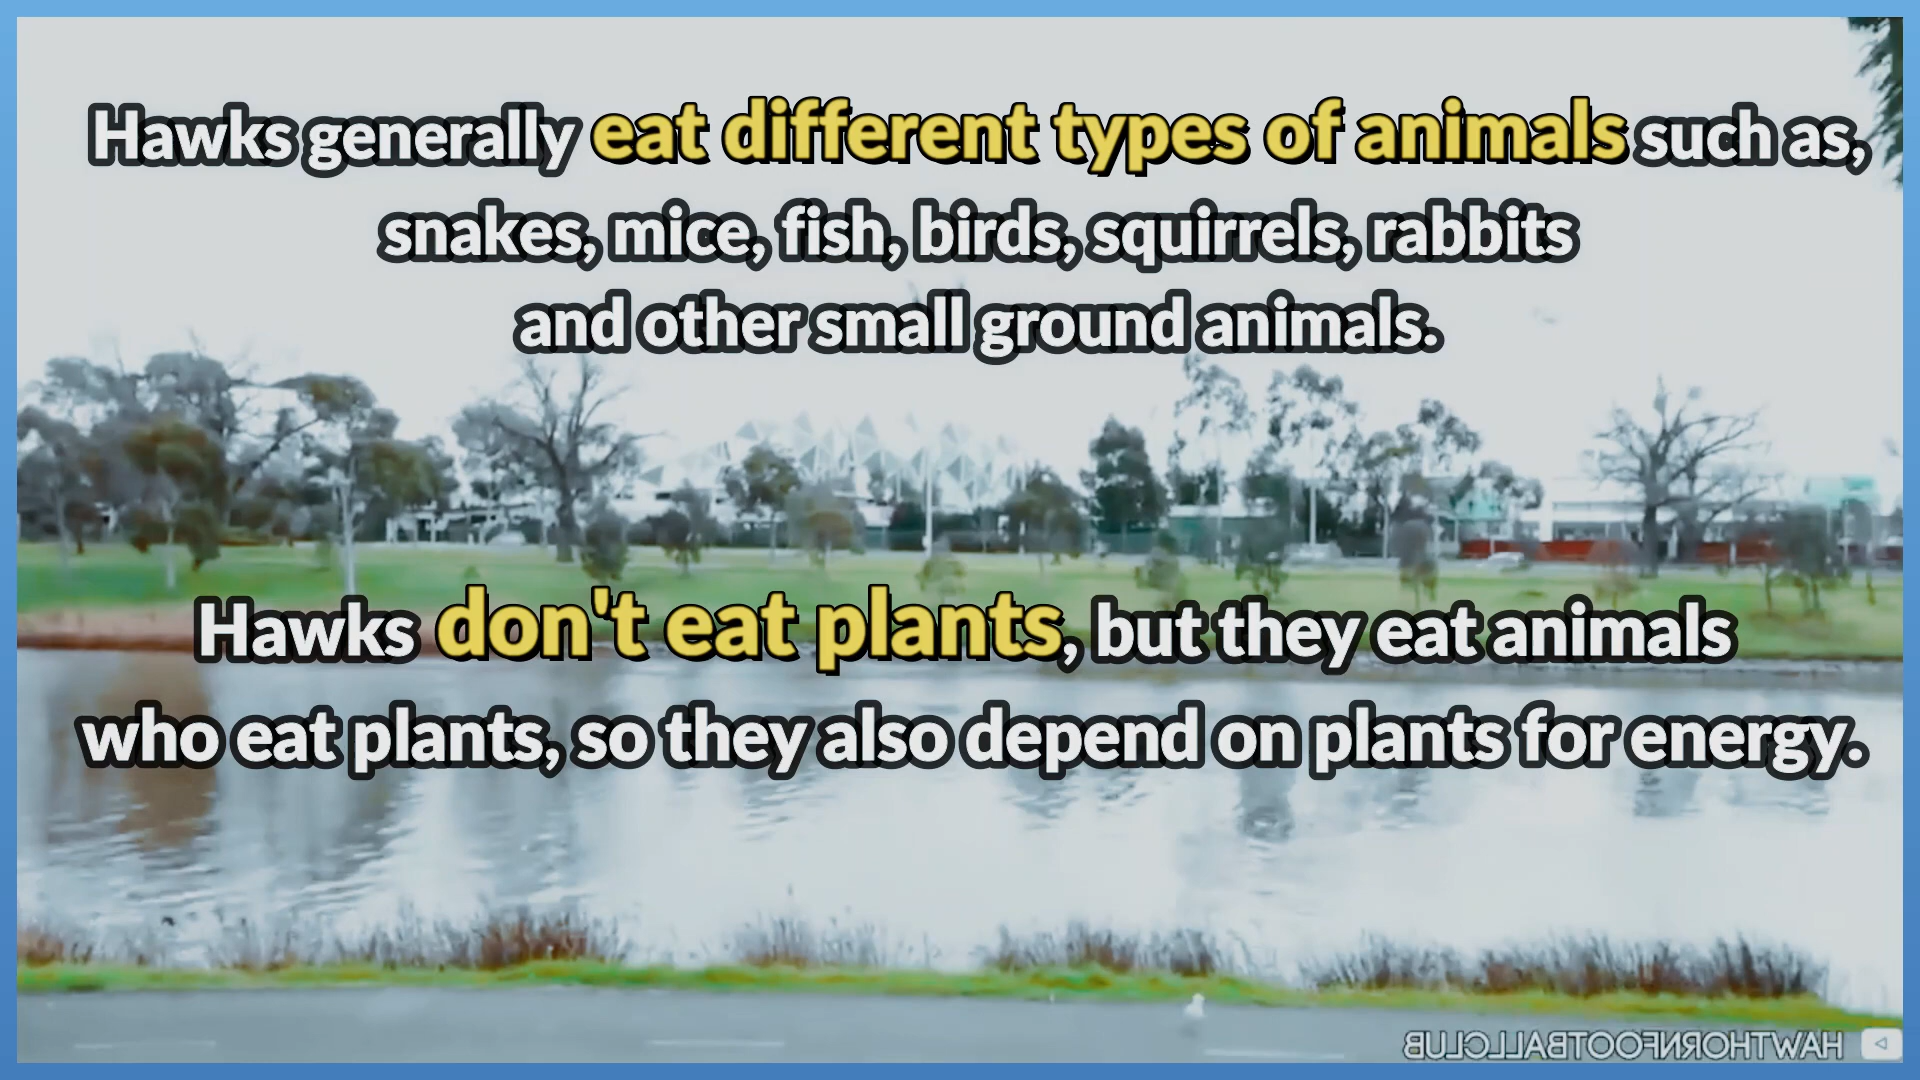 Hawks generally eat different types of animals such as,
snakes, mice, fish, birds, squirrels, rabbits
and other small ground animals.
Hawks don't eat plants, but they eat animals
who eat plants, so they also depend on plants for energy.
HAWTHORNFOOTBALLCLUB